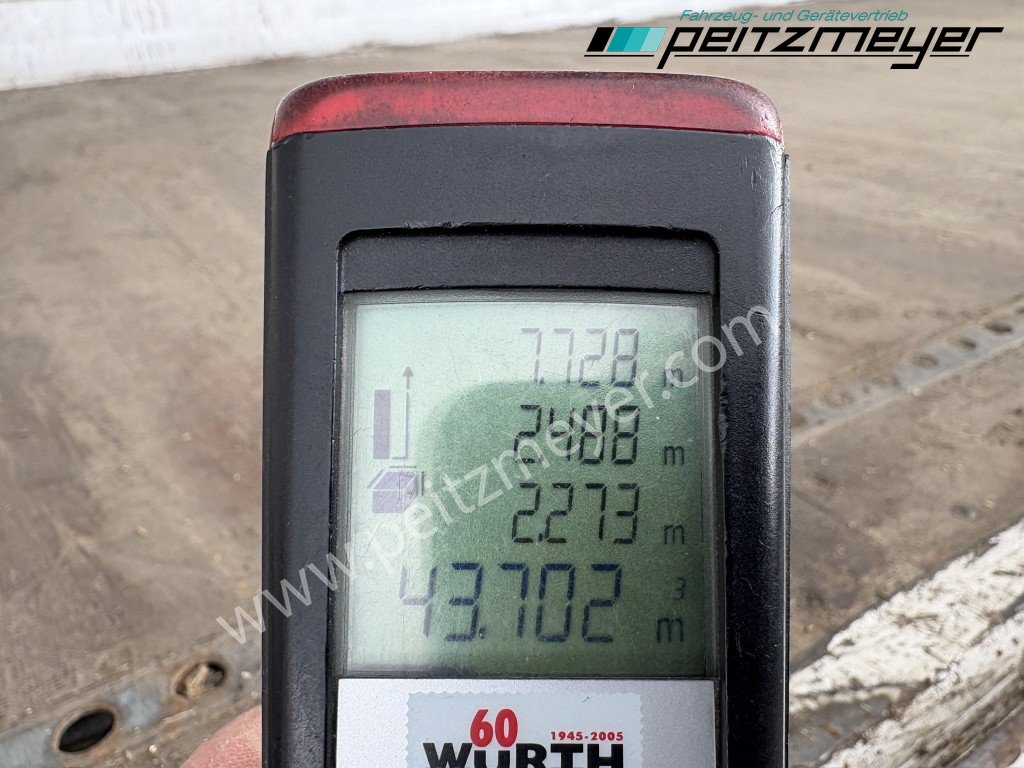 Fahrzeug- und Gerätevertrieb
peitzmeyer
7.728 m
2.488 m
2.273 m
43.702 m³
www.peitzmeyer.com
60 1945-2005
WÜRTH